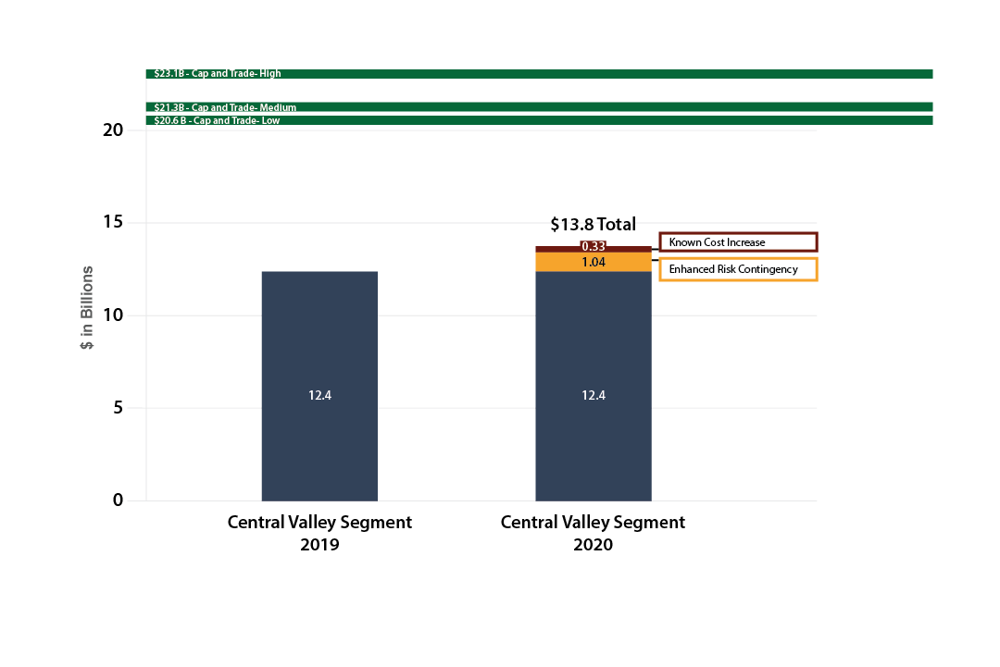 $23.1B - Cap and Trade- High
$21.3B - Cap and Trade- Medium
$20.6 B - Cap and Trade- Low
20
15
10
5
0
$ in Billions
$13.8 Total
0.33
1.04
Known Cost Increase
Enhanced Risk Contingency
12.4
12.4
Central Valley Segment
2019
Central Valley Segment
2020